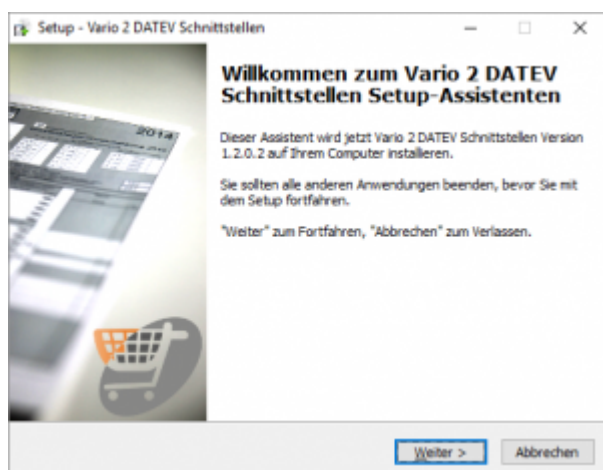 Setup - Vario 2 DATEV Schnittstellen
2014
Willkommen zum Vario 2 DATEV
Schnittstellen Setup-Assistenten
Dieser Assistent wird jetzt Vario 2 DATEV Schnittstellen Version
1.2.0.2 auf Ihrem Computer installieren.
Sie sollten alle anderen Anwendungen beenden, bevor Sie mit
dem Setup fortfahren.
"Weiter" zum Fortfahren, "Abbrechen" zum Verlassen.
Weiter >
Abbrechen